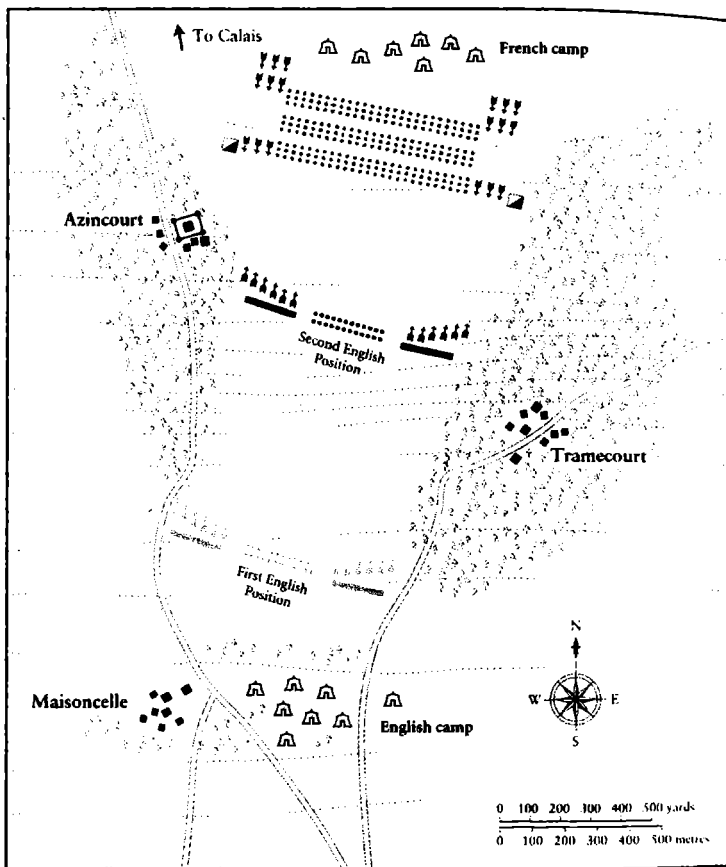 To Calais
French camp
Azincourt
Second English
Position
Tramecourt
First English
Position
N
W E
S
Maisoncelle
English camp
0 100 200 300 400 500 yards
0 100 200 300 400 500 metres